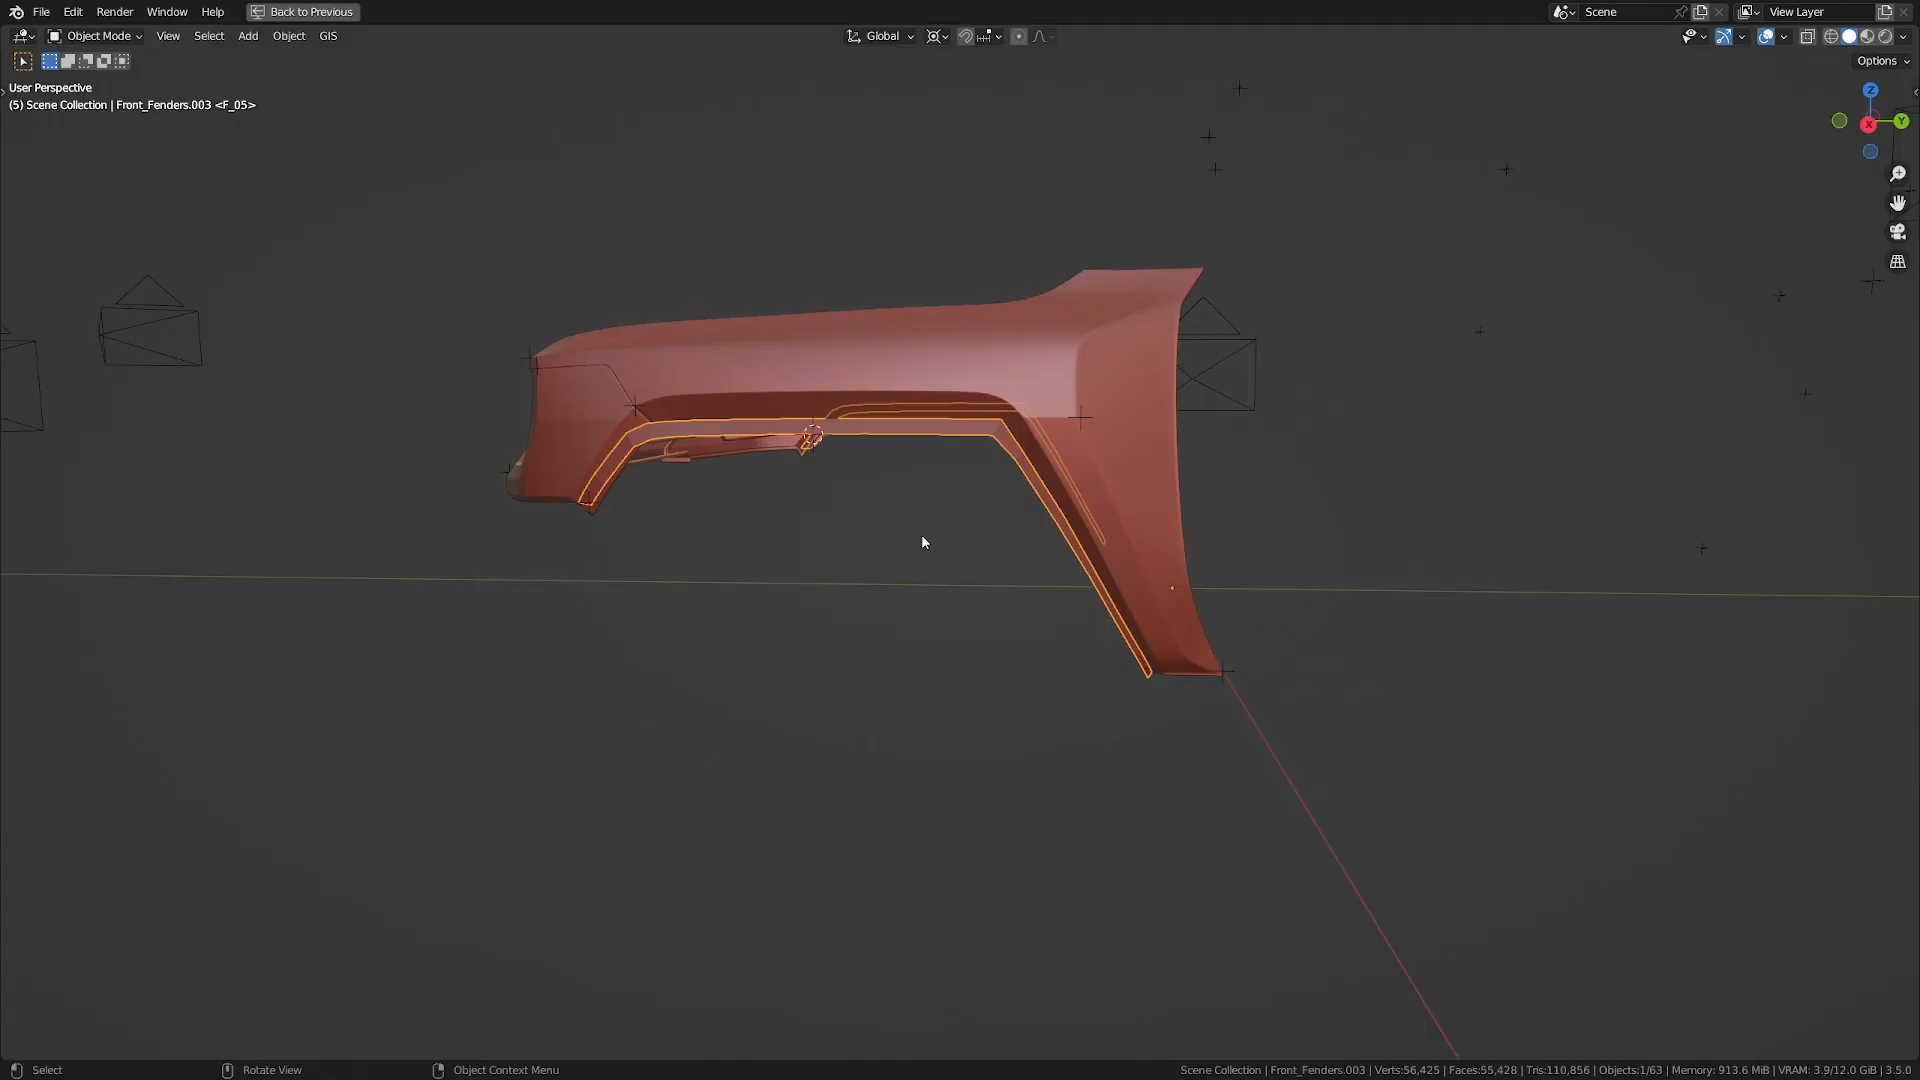 File Edit Render Window Help Back to Previous Scene View Layer
Object Mode View Select Add Object GIS Global
Options
User Perspective
(5) Scene Collection | Front_Fenders.003 <F_05>
Z
Y
X
Select Rotate View Object Context Menu Scene Collection | Front_Fenders.003 | Verts:56,425 | Faces:55,428 | Tris:110,856 | Objects:1/63 | Memory: 913.6 MiB | VRAM: 3.9/12.0 GiB | 3.5.0